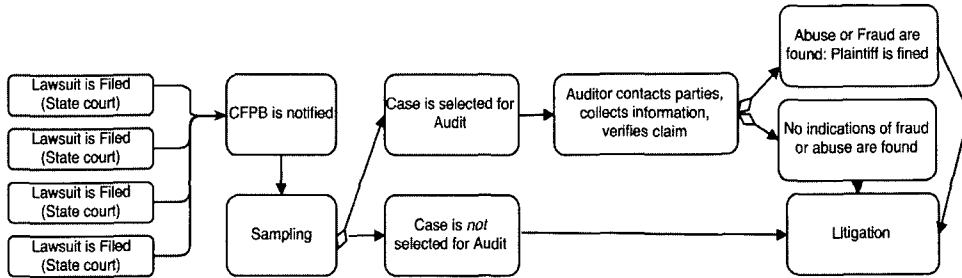 Lawsuit is Filed
(State court)
Lawsuit is Filed
(State court)
Lawsuit is Filed
(State court)
Lawsuit is Filed
(State court)
CFPB is notified
Sampling
Case is selected for
Audit
Case is not
selected for Audit
Auditor contacts parties,
collects information,
verifies claim
Abuse or Fraud are
found: Plaintiff is fined
No indications of fraud
or abuse are found
Litigation